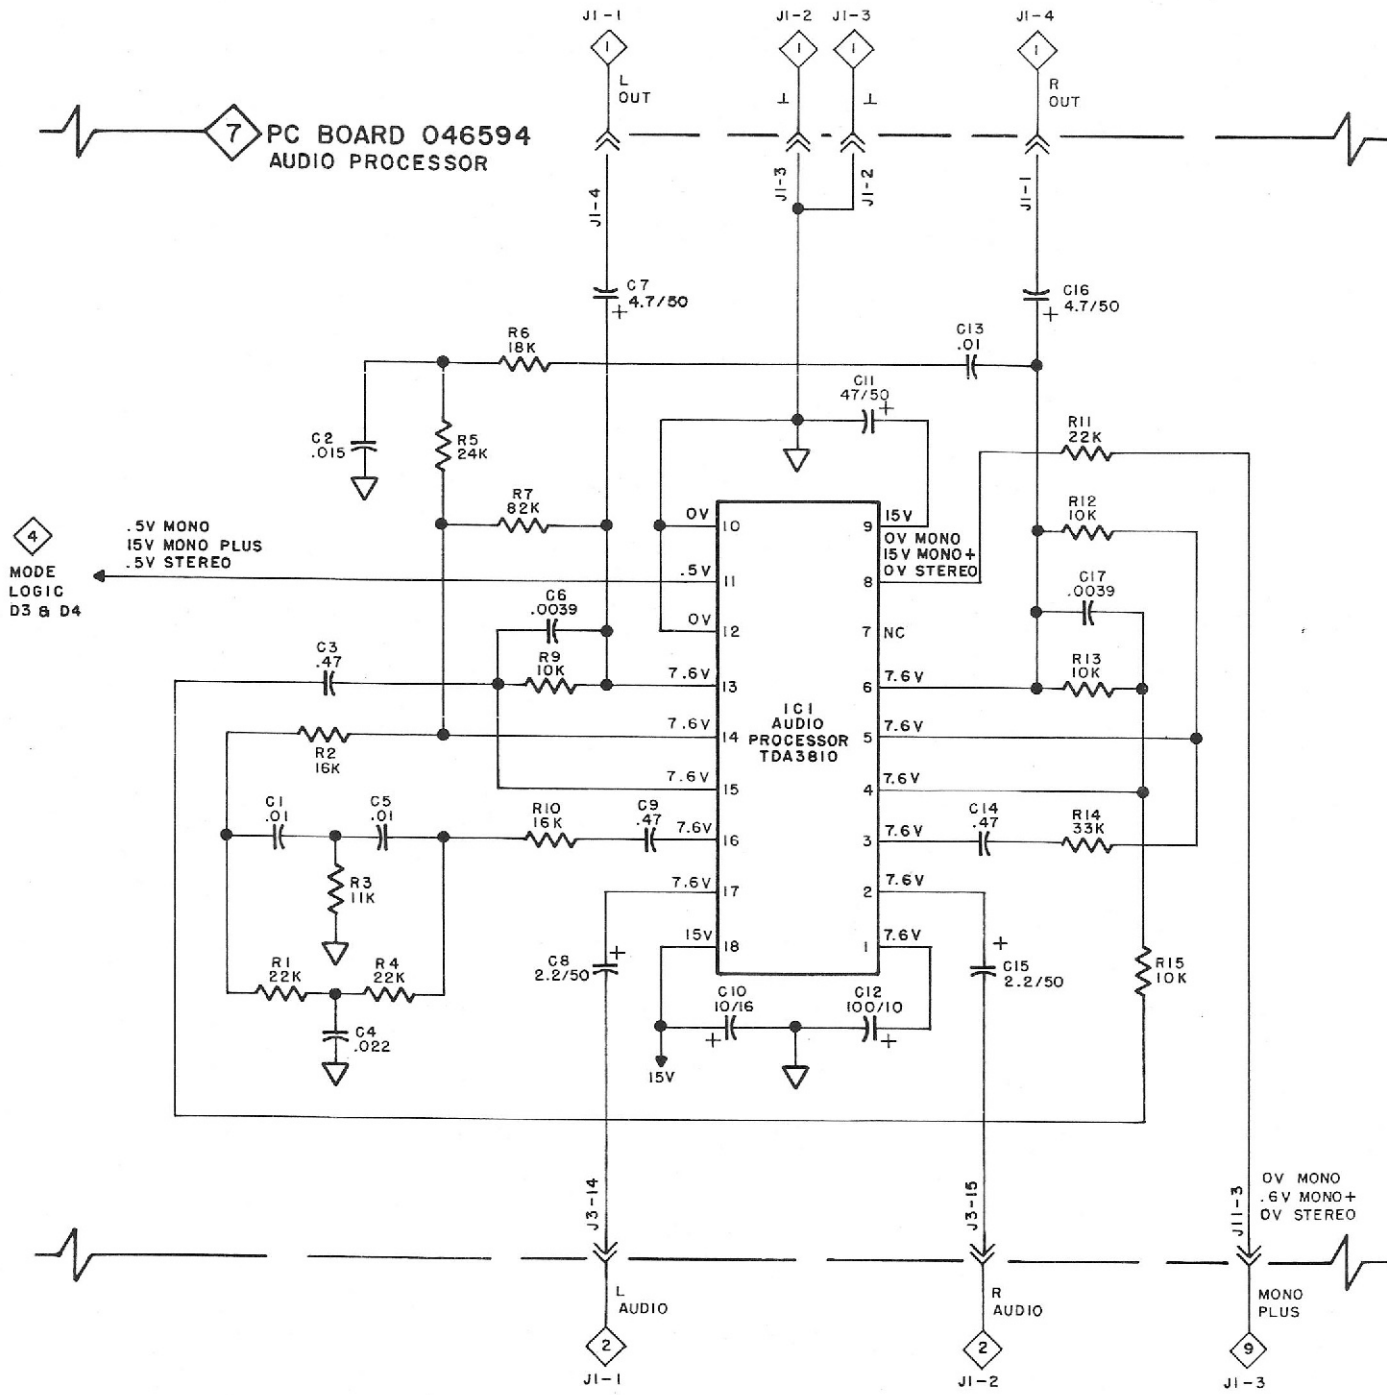 J1-1
J1-2 J1-3
J1-4
1
1
1
1
L
OUT
R
OUT
7
PC BOARD 046594
AUDIO PROCESSOR
J1-4
J1-3
J1-2
J1-1
C7
4.7/50
+
C16
4.7/50
+
R6
18K
C13
.01
C11
47/50
+
C2
.015
R5
24K
R11
22K
R7
82K
R12
10K
4
MODE
LOGIC
D3 & D4
.5V MONO
15V MONO PLUS
.5V STEREO
0V
10
9
15V
0V MONO
15V MONO+
0V STEREO
.5V
11
8
C6
.0039
C17
.0039
0V
12
7
NC
C3
.47
R9
10K
7.6V
13
6
7.6V
R13
10K
IC1
AUDIO
PROCESSOR
TDA3810
R2
16K
7.6V
14
5
7.6V
7.6V
15
4
7.6V
C1
.01
C5
.01
R10
16K
C9
.47
7.6V
16
3
7.6V
C14
.47
R14
33K
R3
11K
7.6V
17
2
7.6V
15V
18
1
7.6V
R1
22K
R4
22K
C8
2.2/50
+
C15
2.2/50
+
R15
10K
C10
10/16
+
C12
100/10
+
C4
.022
15V
J3-14
J3-15
J11-3
0V MONO
.6V MONO+
0V STEREO
L
AUDIO
R
AUDIO
MONO
PLUS
2
2
9
J1-1
J1-2
J1-3